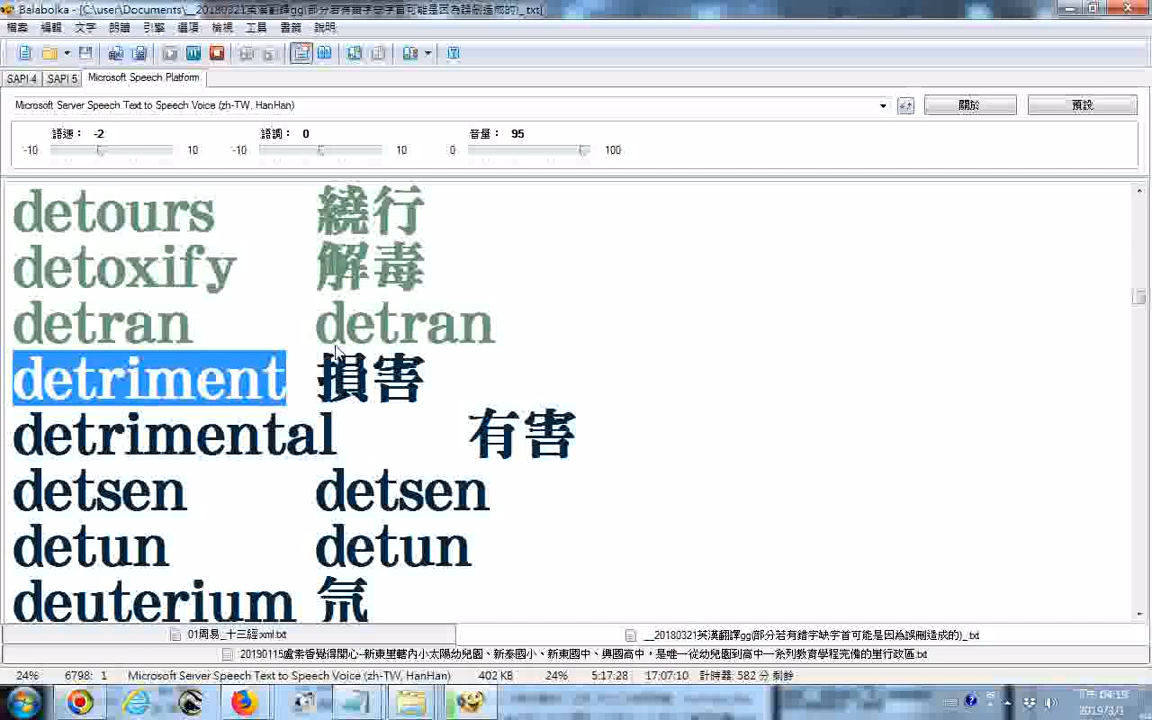 Balabolka - [C:\user\Documents\__20180321英漢翻譯gg(部分若有錯字缺字首可能是因為誤刪造成的)_.txt]
檔案 編輯 文字 朗讀 引擎 選項 檢視 工具 書籤 說明
SAPI 4 SAPI 5 Microsoft Speech Platform
Microsoft Server Speech Text to Speech Voice (zh-TW, HanHan) 關於 預設
語速： -2 語調： 0 音量： 95
-10 10 -10 10 0 100
detours 繞行
detoxify 解毒
detran detran
detriment 損害
detrimental 有害
detsen detsen
detun detun
deuterium 氘
01周易_十三經.xml.txt __20180321英漢翻譯gg(部分若有錯字缺字首可能是因為誤刪造成的)_.txt
24% 6798: 1 Microsoft Server Speech Text to Speech Voice (zh-TW, HanHan) 402 KB 24% 5:17:28 17:07:10 計時器: 582 分 剩餘
下午 04:19
2019/3/1